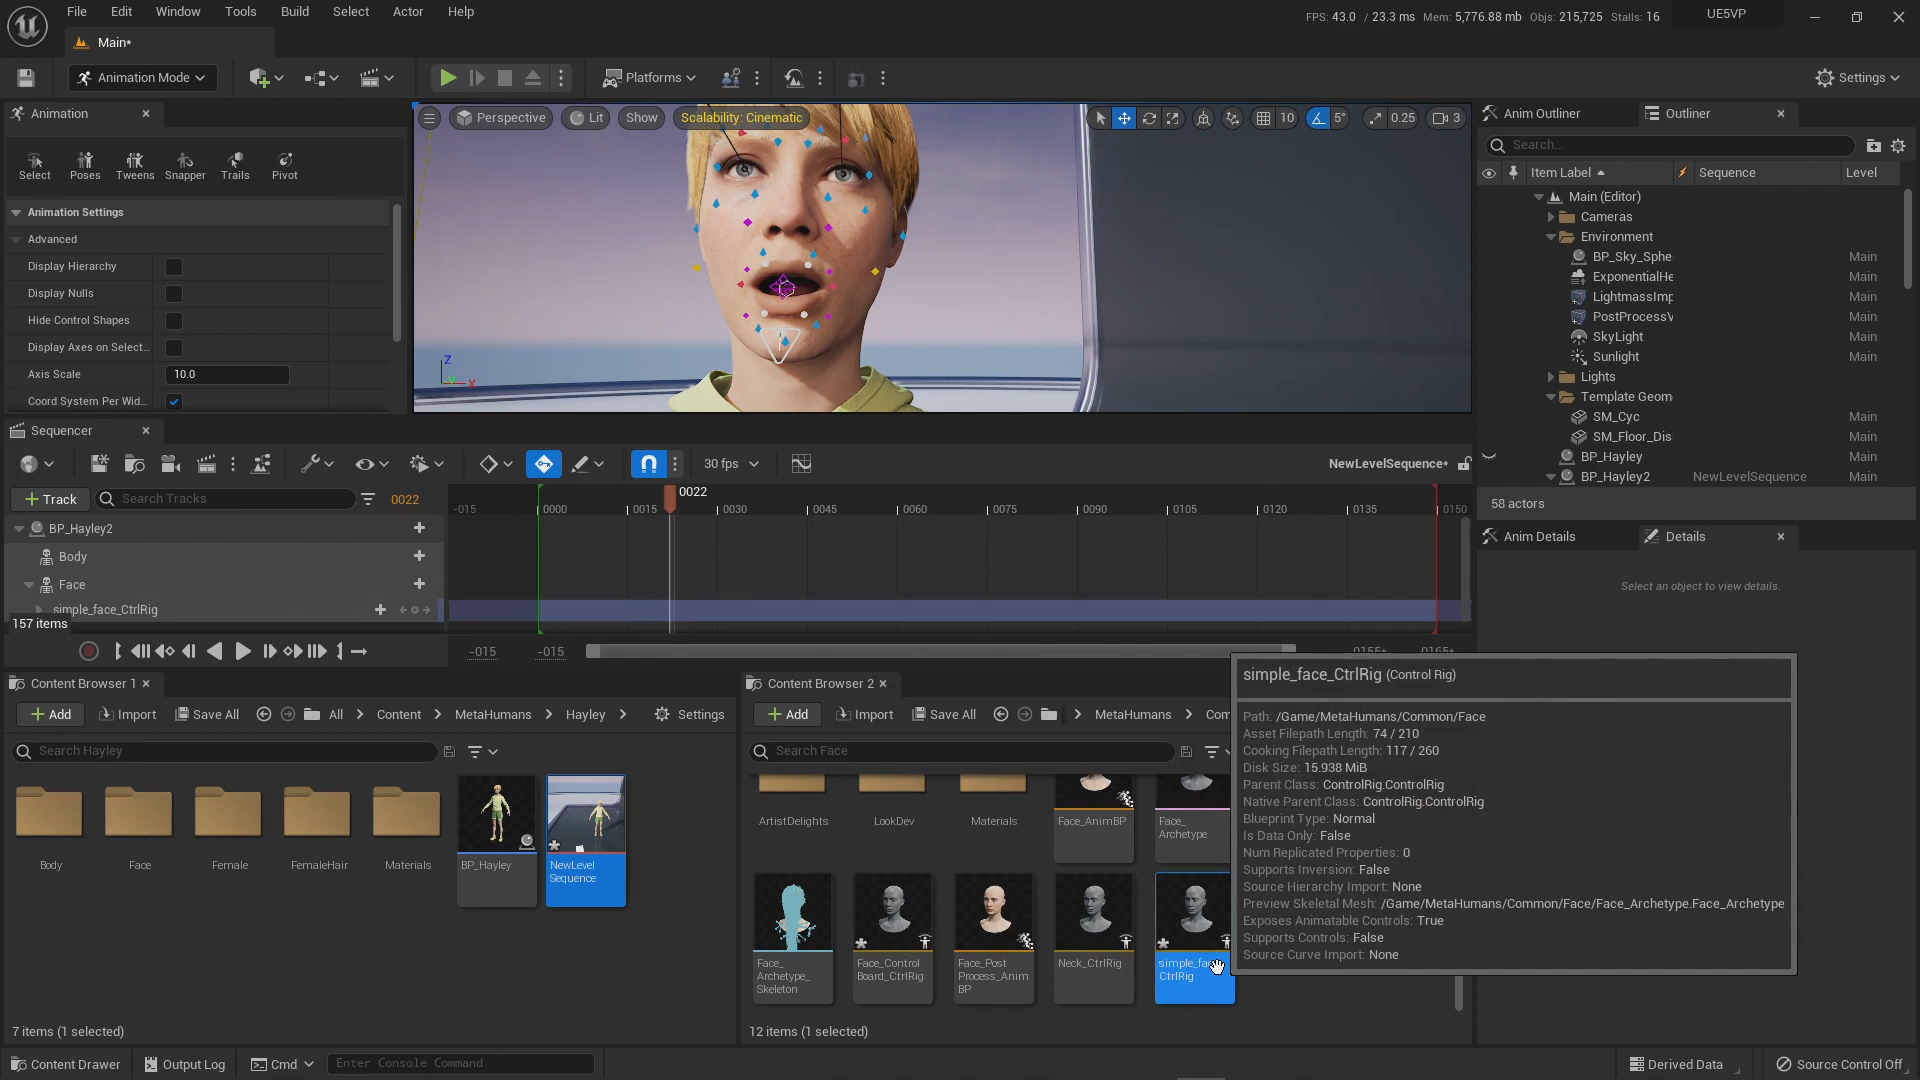 File Edit Window Tools Build Select Actor Help
FPS: 43.0 / 23.3 ms Mem: 5,776.88 mb Objs: 215,725 Stalls: 16
UE5VP
Main*
Animation Mode
Platforms
Settings
Animation
Select Poses Tweens Snapper Trails Pivot
Animation Settings
Advanced
Display Hierarchy
Display Nulls
Hide Control Shapes
Display Axes on Select...
Axis Scale 10.0
Coord System Per Wid...
Perspective Lit Show Scalability: Cinematic
10 5° 0.25 3
Z
Y X
Anim Outliner Outliner
Search...
Item Label Sequence Level
Main (Editor)
Cameras
Environment
BP_Sky_Sphe Main
ExponentialHe Main
LightmassImp Main
PostProcessV Main
SkyLight Main
Sunlight Main
Lights
Template Geom
SM_Cyc Main
SM_Floor_Dis Main
BP_Hayley Main
BP_Hayley2 NewLevelSequence Main
58 actors
Anim Details Details
Select an object to view details.
Sequencer
30 fps
NewLevelSequence*
Track Search Tracks 0022
0022
-015 0000 0015 0030 0045 0060 0075 0090 0105 0120 0135 0150
BP_Hayley2
Body
Face
simple_face_CtrlRig
157 items
-015 -015 0155* 0165*
Content Browser 1
Add Import Save All All Content MetaHumans Hayley Settings
Search Hayley
Body Face Female FemaleHair Materials BP_Hayley NewLevel
Sequence
7 items (1 selected)
Content Browser 2
Add Import Save All MetaHumans Com
Search Face
ArtistDelights LookDev Materials Face_AnimBP Face_
Archetype
Face_
Archetype_
Skeleton
Face_Control
Board_CtrlRig
Face_Post
Process_Anim
BP
Neck_CtrlRig
simple_fa
CtrlRig
12 items (1 selected)
simple_face_CtrlRig (Control Rig)
Path: /Game/MetaHumans/Common/Face
Asset Filepath Length: 74 / 210
Cooking Filepath Length: 117 / 260
Disk Size: 15.938 MiB
Parent Class: ControlRig.ControlRig
Native Parent Class: ControlRig.ControlRig
Blueprint Type: Normal
Is Data Only: False
Num Replicated Properties: 0
Supports Inversion: False
Source Hierarchy Import: None
Preview Skeletal Mesh: /Game/MetaHumans/Common/Face/Face_Archetype.Face_Archetype
Exposes Animatable Controls: True
Supports Controls: False
Source Curve Import: None
Content Drawer Output Log Cmd Enter Console Command
Derived Data Source Control Off